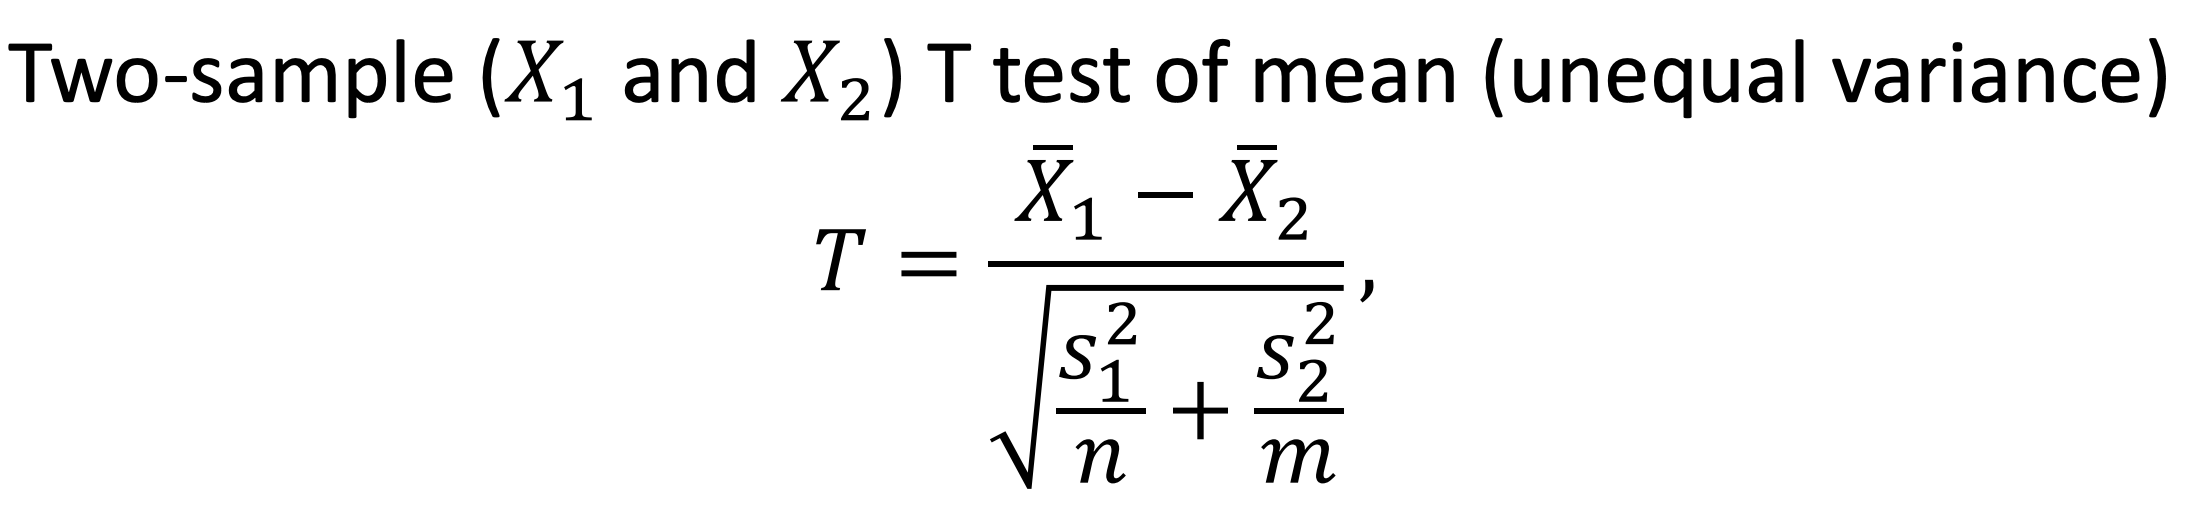 Two-sample (𝑋₁ and 𝑋₂) T test of mean (unequal variance)
𝑇 = (X̄₁ − X̄₂) / √(s₁²/n + s₂²/m),